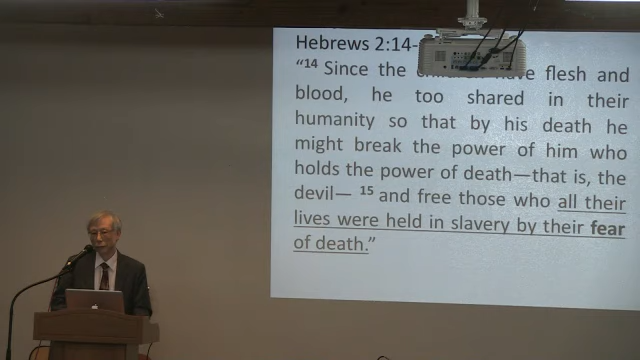 Hebrews 2:14-
“14 Since the have flesh and
blood, he too shared in their
humanity so that by his death he
might break the power of him who
holds the power of death—that is, the
devil— 15 and free those who all their
lives were held in slavery by their fear
of death.”